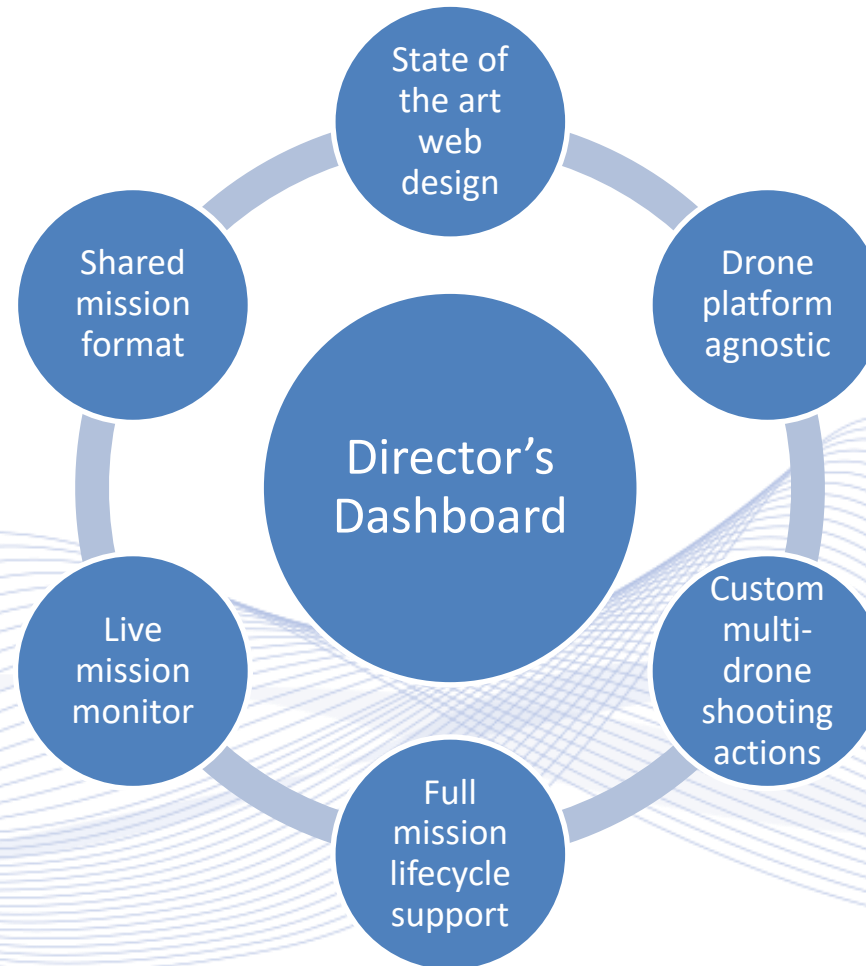 State of
the art
web
design
Shared
mission
format
Drone
platform
agnostic
Director’s
Dashboard
Live
mission
monitor
Custom
multi-
drone
shooting
actions
Full
mission
lifecycle
support